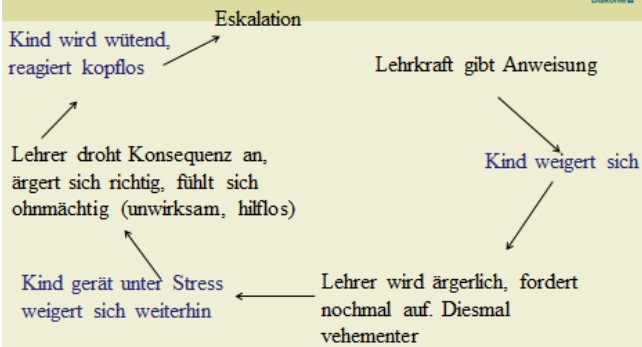 Diakonie
Eskalation
Kind wird wütend,
reagiert kopflos
Lehrkraft gibt Anweisung
Lehrer droht Konsequenz an,
ärgert sich richtig, fühlt sich
ohnmächtig (unwirksam, hilflos)
Kind weigert sich
Kind gerät unter Stress
weigert sich weiterhin
Lehrer wird ärgerlich, fordert
nochmal auf. Diesmal
vehementer